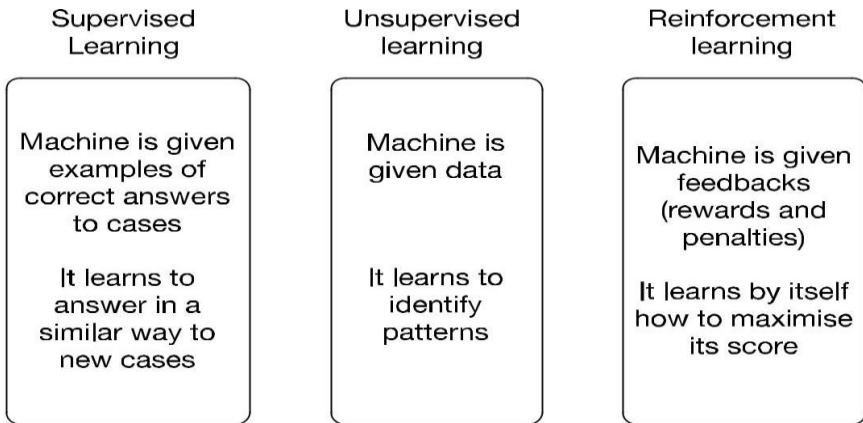 Supervised
Learning
Machine is given
examples of
correct answers
to cases
It learns to
answer in a
similar way to
new cases
Unsupervised
learning
Machine is
given data
It learns to
identify
patterns
Reinforcement
learning
Machine is given
feedbacks
(rewards and
penalties)
It learns by itself
how to maximise
its score